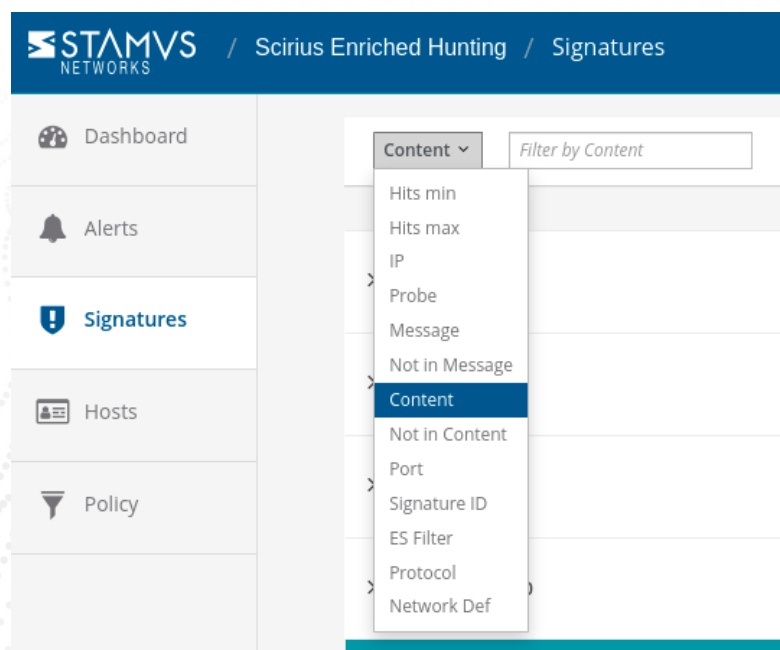 STAMVS NETWORKS / Scirius Enriched Hunting / Signatures
Dashboard
Alerts
Signatures
Hosts
Policy
Content
Filter by Content
Hits min
Hits max
IP
Probe
Message
Not in Message
Content
Not in Content
Port
Signature ID
ES Filter
Protocol
Network Def